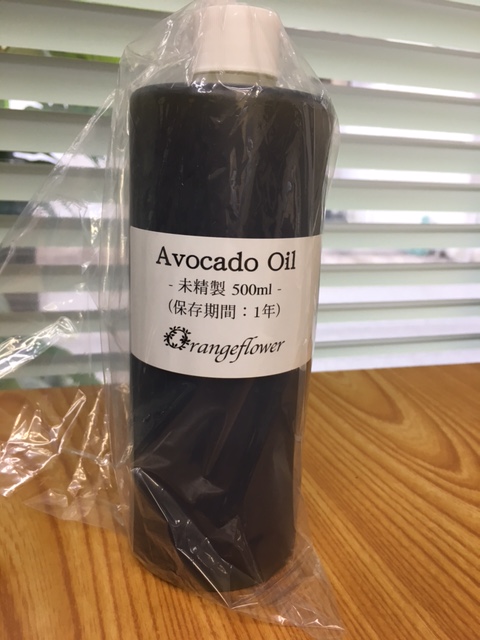 Avocado Oil
- 未精製 500ml -
(保存期間：1年)
Orangeflower